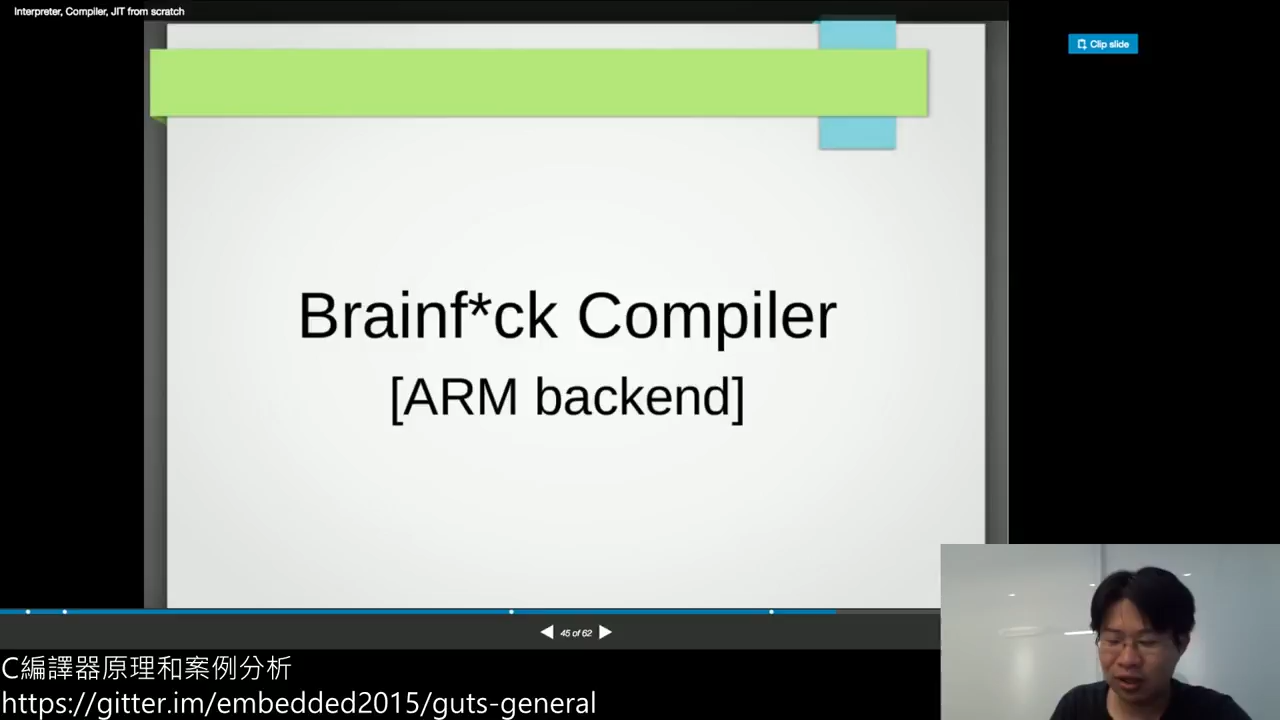 Interpreter, Compiler, JIT from scratch
Clip slide
Brainf*ck Compiler
[ARM backend]
45 of 62
C編譯器原理和案例分析
https://gitter.im/embedded2015/guts-general